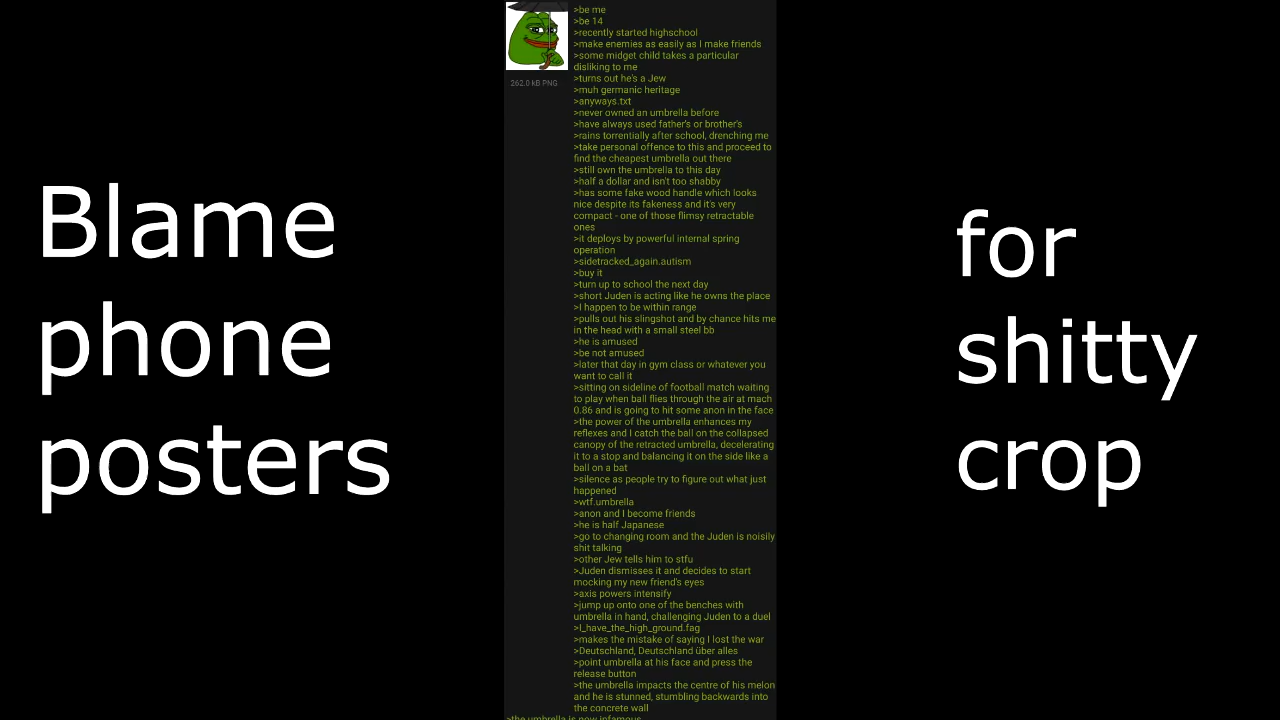 Blame
phone
posters
262.0 kB PNG
>be me
>be 14
>recently started highschool
>make enemies as easily as I make friends
>some midget child takes a particular
disliking to me
>turns out he's a Jew
>muh germanic heritage
>anyways.txt
>never owned an umbrella before
>have always used father's or brother's
>rains torrentially after school, drenching me
>take personal offence to this and proceed to
find the cheapest umbrella out there
>still own the umbrella to this day
>half a dollar and isn't too shabby
>has some fake wood handle which looks
nice despite its fakeness and it's very
compact - one of those flimsy retractable
ones
>it deploys by powerful internal spring
operation
>sidetracked_again.autism
>buy it
>turn up to school the next day
>short Juden is acting like he owns the place
>I happen to be within range
>pulls out his slingshot and by chance hits me
in the head with a small steel bb
>he is amused
>be not amused
>later that day in gym class or whatever you
want to call it
>sitting on sideline of football match waiting
to play when ball flies through the air at mach
0.86 and is going to hit some anon in the face
>the power of the umbrella enhances my
reflexes and I catch the ball on the collapsed
canopy of the retracted umbrella, decelerating
it to a stop and balancing it on the side like a
ball on a bat
>silence as people try to figure out what just
happened
>wtf.umbrella
>anon and I become friends
>he is half Japanese
>go to changing room and the Juden is noisily
shit talking
>other Jew tells him to stfu
>Juden dismisses it and decides to start
mocking my new friend's eyes
>axis powers intensify
>jump up onto one of the benches with
umbrella in hand, challenging Juden to a duel
>I_have_the_high_ground.fag
>makes the mistake of saying I lost the war
>Deutschland, Deutschland über alles
>point umbrella at his face and press the
release button
>the umbrella impacts the centre of his melon
and he is stunned, stumbling backwards into
the concrete wall
>the umbrella is now infamous
for
shitty
crop